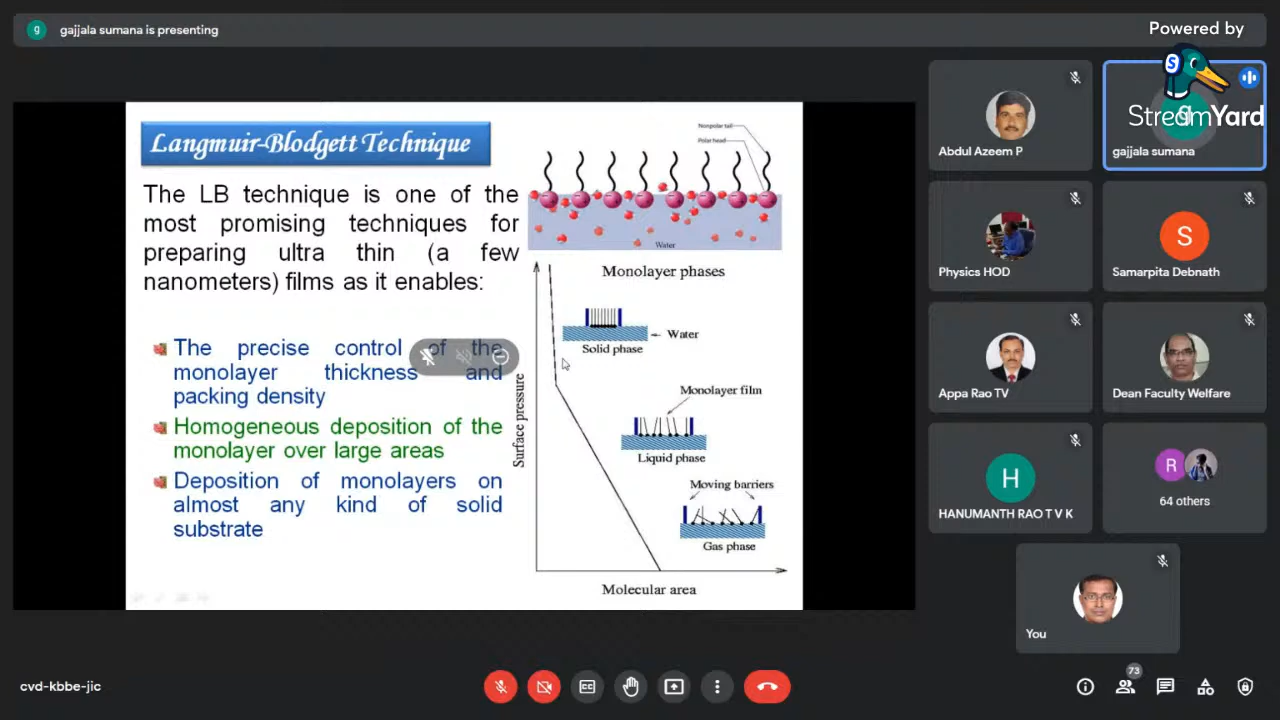 g
gajjala sumana is presenting
Powered by
StreamYard
Langmuir-Blodgett Technique
The LB technique is one of the
most promising techniques for
preparing ultra thin (a few
nanometers) films as it enables:
The precise control of the
monolayer thickness and
packing density
Homogeneous deposition of the
monolayer over large areas
Deposition of monolayers on
almost any kind of solid
substrate
Nonpolar tail
Polar head
Water
Monolayer phases
Water
Solid phase
Monolayer film
Liquid phase
Moving barriers
Gas phase
Surface pressure
Molecular area
Abdul Azeem P
S
g
gajjala sumana
Physics HOD
S
Samarpita Debnath
Appa Rao TV
Dean Faculty Welfare
H
HANUMANTH RAO T V K
R
64 others
You
cvd-kbbe-jic
CC
73